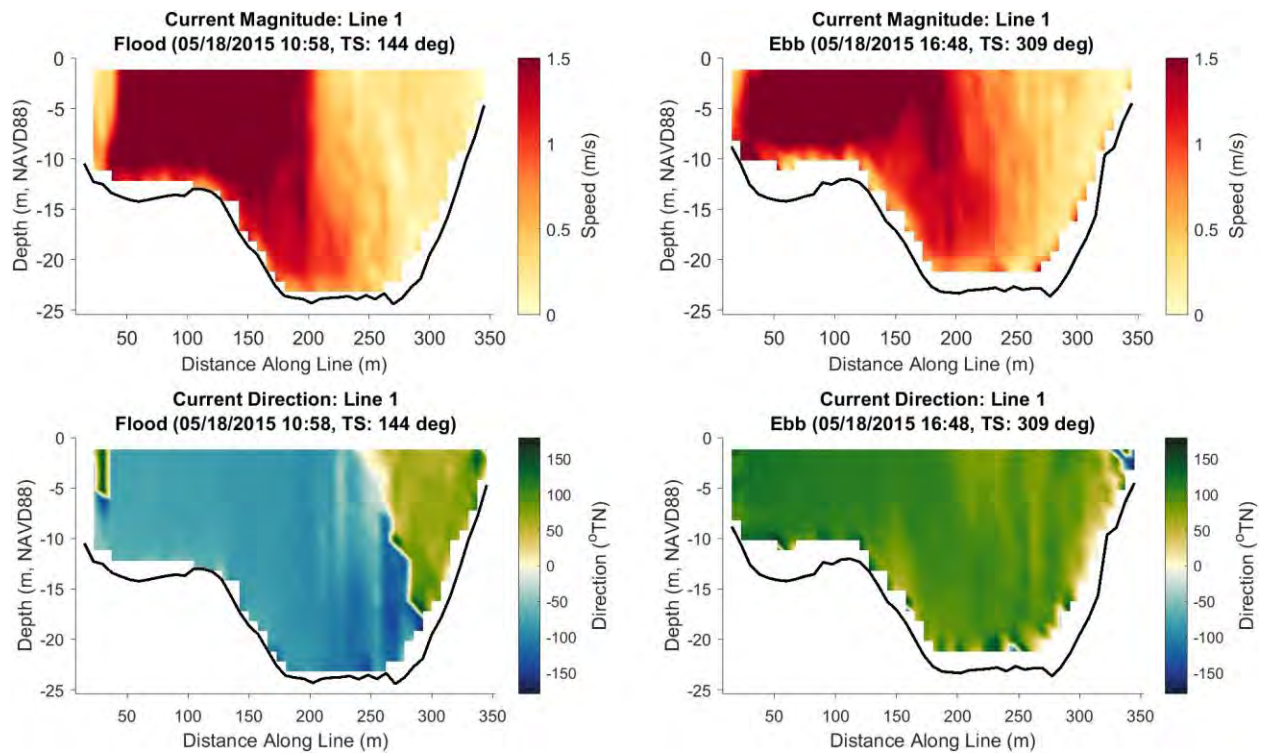 Current Magnitude: Line 1
Flood (05/18/2015 10:58, TS: 144 deg)
0
-5
-10
-15
-20
-25
Depth (m, NAVD88)
50 100 150 200 250 300 350
Distance Along Line (m)
1.5
1
0.5
0
Speed (m/s)
Current Magnitude: Line 1
Ebb (05/18/2015 16:48, TS: 309 deg)
0
-5
-10
-15
-20
-25
Depth (m, NAVD88)
50 100 150 200 250 300 350
Distance Along Line (m)
1.5
1
0.5
0
Speed (m/s)
Current Direction: Line 1
Flood (05/18/2015 10:58, TS: 144 deg)
0
-5
-10
-15
-20
-25
Depth (m, NAVD88)
50 100 150 200 250 300 350
Distance Along Line (m)
150
100
50
0
-50
-100
-150
Direction (°TN)
Current Direction: Line 1
Ebb (05/18/2015 16:48, TS: 309 deg)
0
-5
-10
-15
-20
-25
Depth (m, NAVD88)
50 100 150 200 250 300 350
Distance Along Line (m)
150
100
50
0
-50
-100
-150
Direction (°TN)